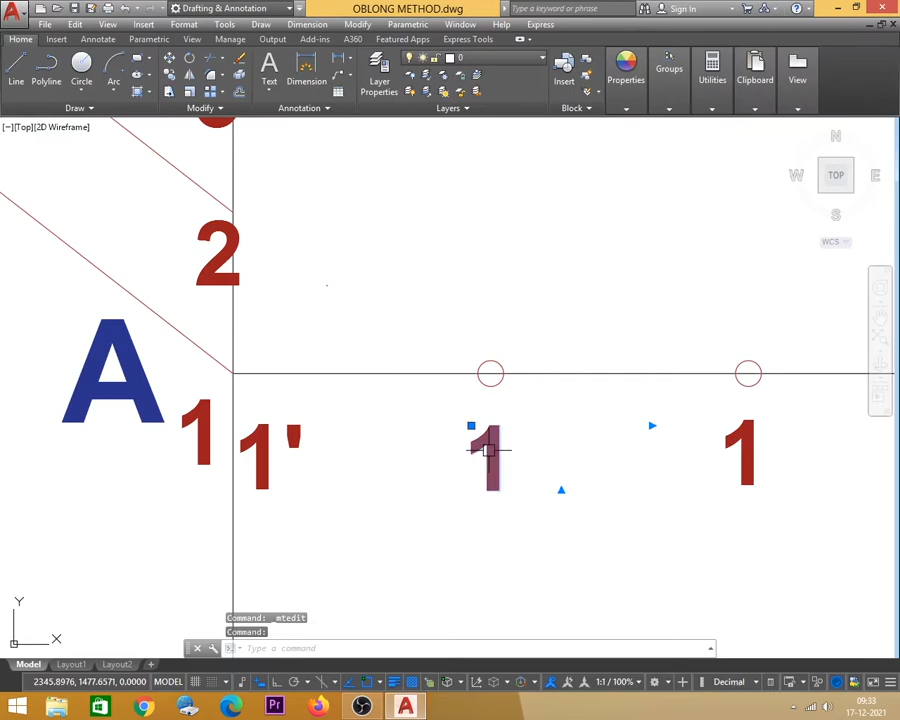 Drafting & Annotation
OBLONG METHOD.dwg
Type a keyword or phrase
Sign In
File Edit View Insert Format Tools Draw Dimension Modify Parametric Window Help Express
Home Insert Annotate Parametric View Manage Output Add-ins A360 Featured Apps Express Tools
0
Line Polyline Circle Arc Text Dimension Layer Properties Insert Properties Groups Utilities Clipboard View
Draw Modify Annotation Layers Block
[−][Top][2D Wireframe]
N
W TOP E
S
WCS
2
A
1 1' 1 1
Y
X
Command: _mtedit
Command:
Type a command
Model Layout1 Layout2 +
2345.8976, 1477.6571, 0.0000 MODEL 1:1 / 100% Decimal
09:33
17-12-2021